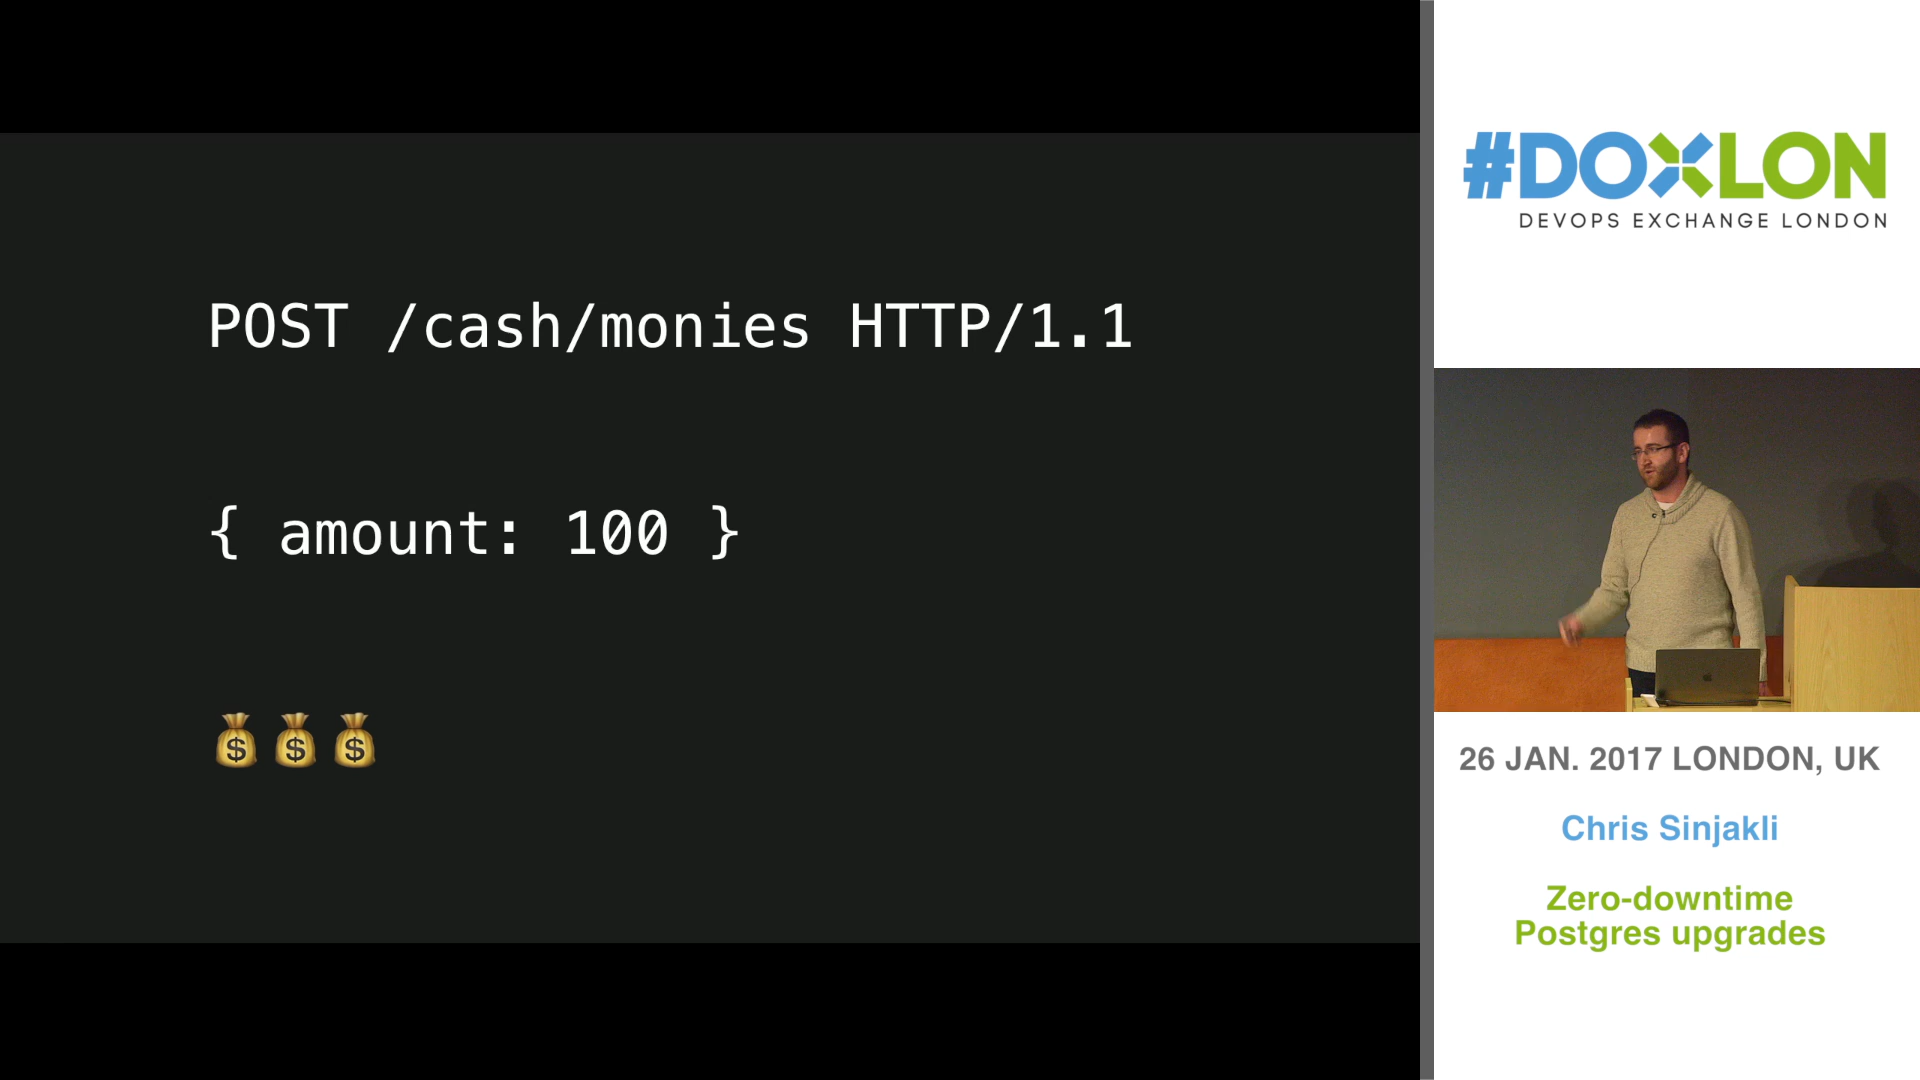 POST /cash/monies HTTP/1.1
{ amount: 100 }
💰💰💰
#DOXLON
DEVOPS EXCHANGE LONDON
26 JAN. 2017 LONDON, UK
Chris Sinjakli
Zero-downtime
Postgres upgrades